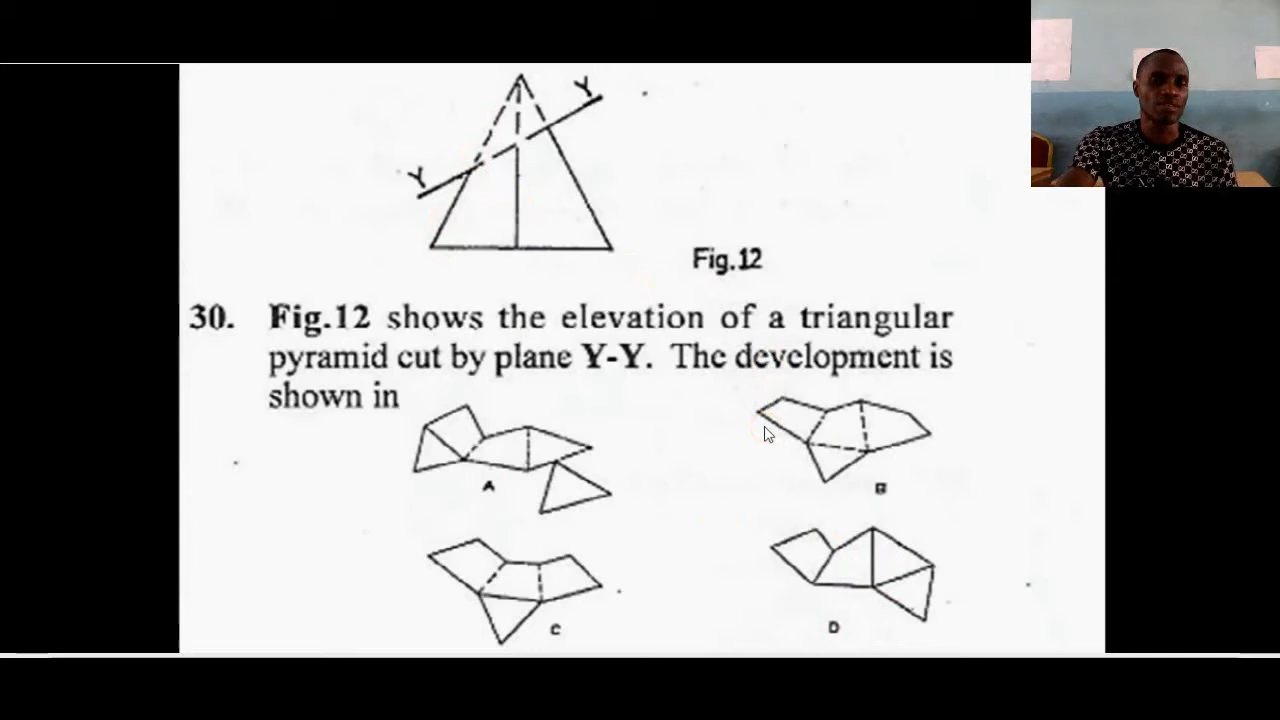 Y
Y
Fig.12
30. Fig.12 shows the elevation of a triangular
pyramid cut by plane Y-Y. The development is
shown in
A
B
C
D